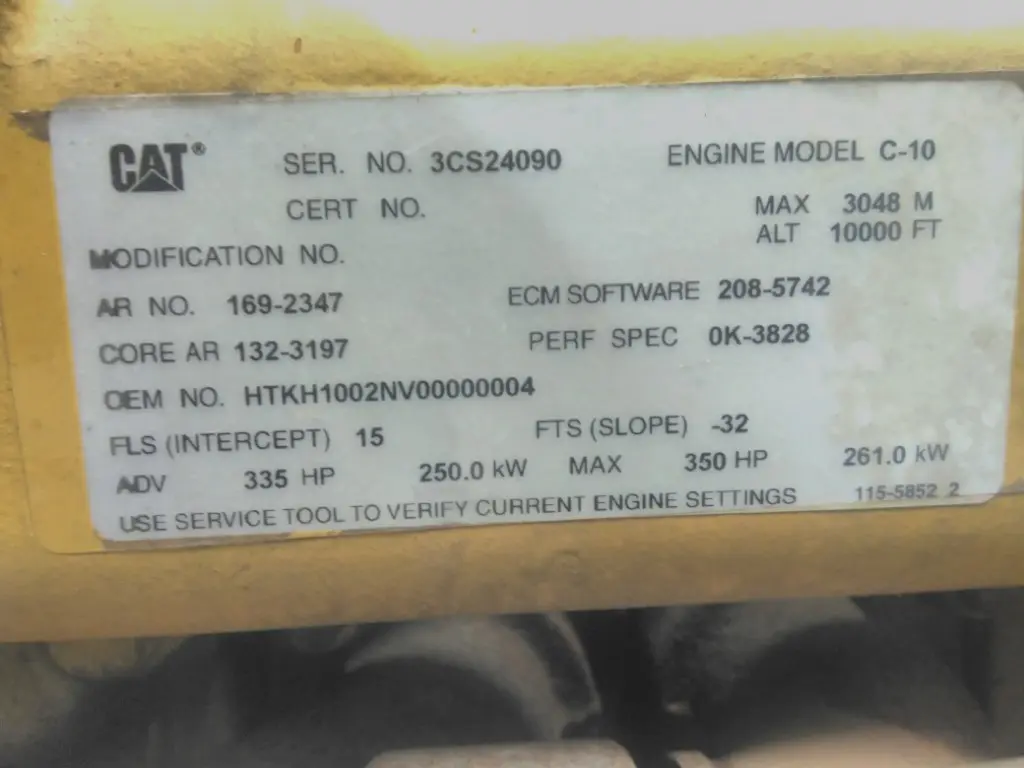 CAT® SER. NO. 3CS24090 ENGINE MODEL C-10
CERT NO. MAX 3048 M
ALT 10000 FT
MODIFICATION NO.
AR NO. 169-2347 ECM SOFTWARE 208-5742
CORE AR 132-3197 PERF SPEC 0K-3828
OEM NO. HTKH1002NV00000004
FLS (INTERCEPT) 15 FTS (SLOPE) -32
ADV 335 HP 250.0 kW MAX 350 HP 261.0 kW
USE SERVICE TOOL TO VERIFY CURRENT ENGINE SETTINGS 115-5852 2